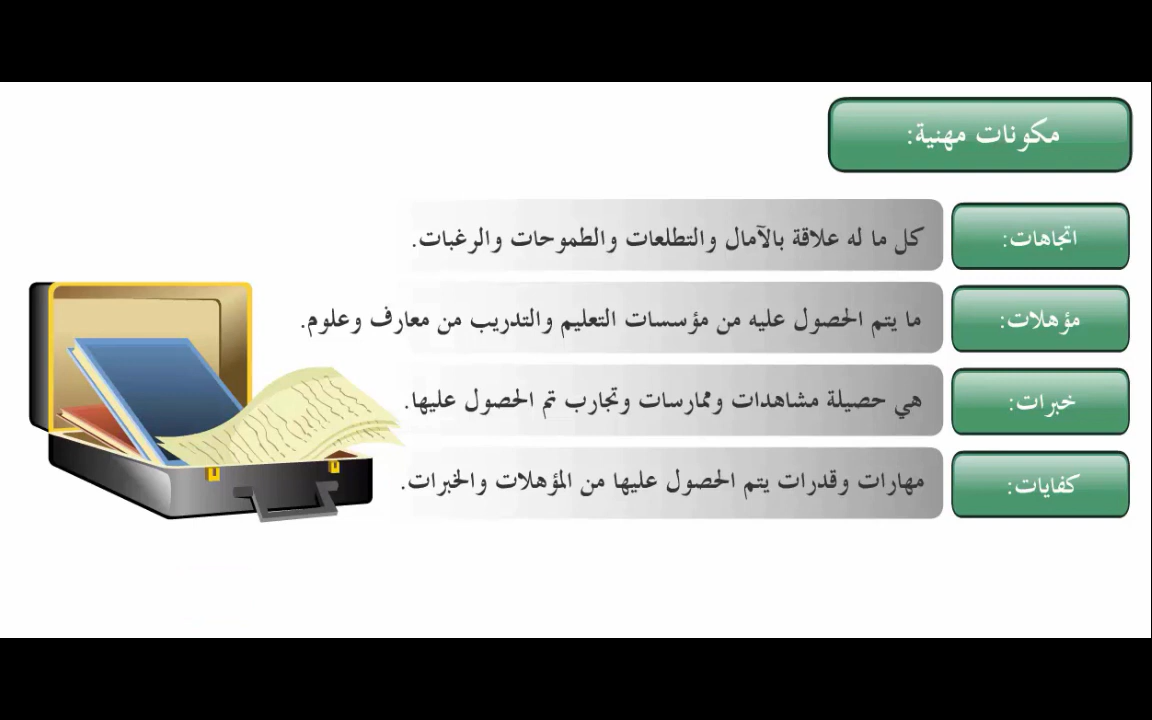 مكونات مهنية:
اتجاهات: كل ما له علاقة بالآمال والتطلعات والطموحات والرغبات.
مؤهلات: ما يتم الحصول عليه من مؤسسات التعليم والتدريب من معارف وعلوم.
خبرات: هي حصيلة مشاهدات وممارسات وتجارب تم الحصول عليها.
كفايات: مهارات وقدرات يتم الحصول عليها من المؤهلات والخبرات.